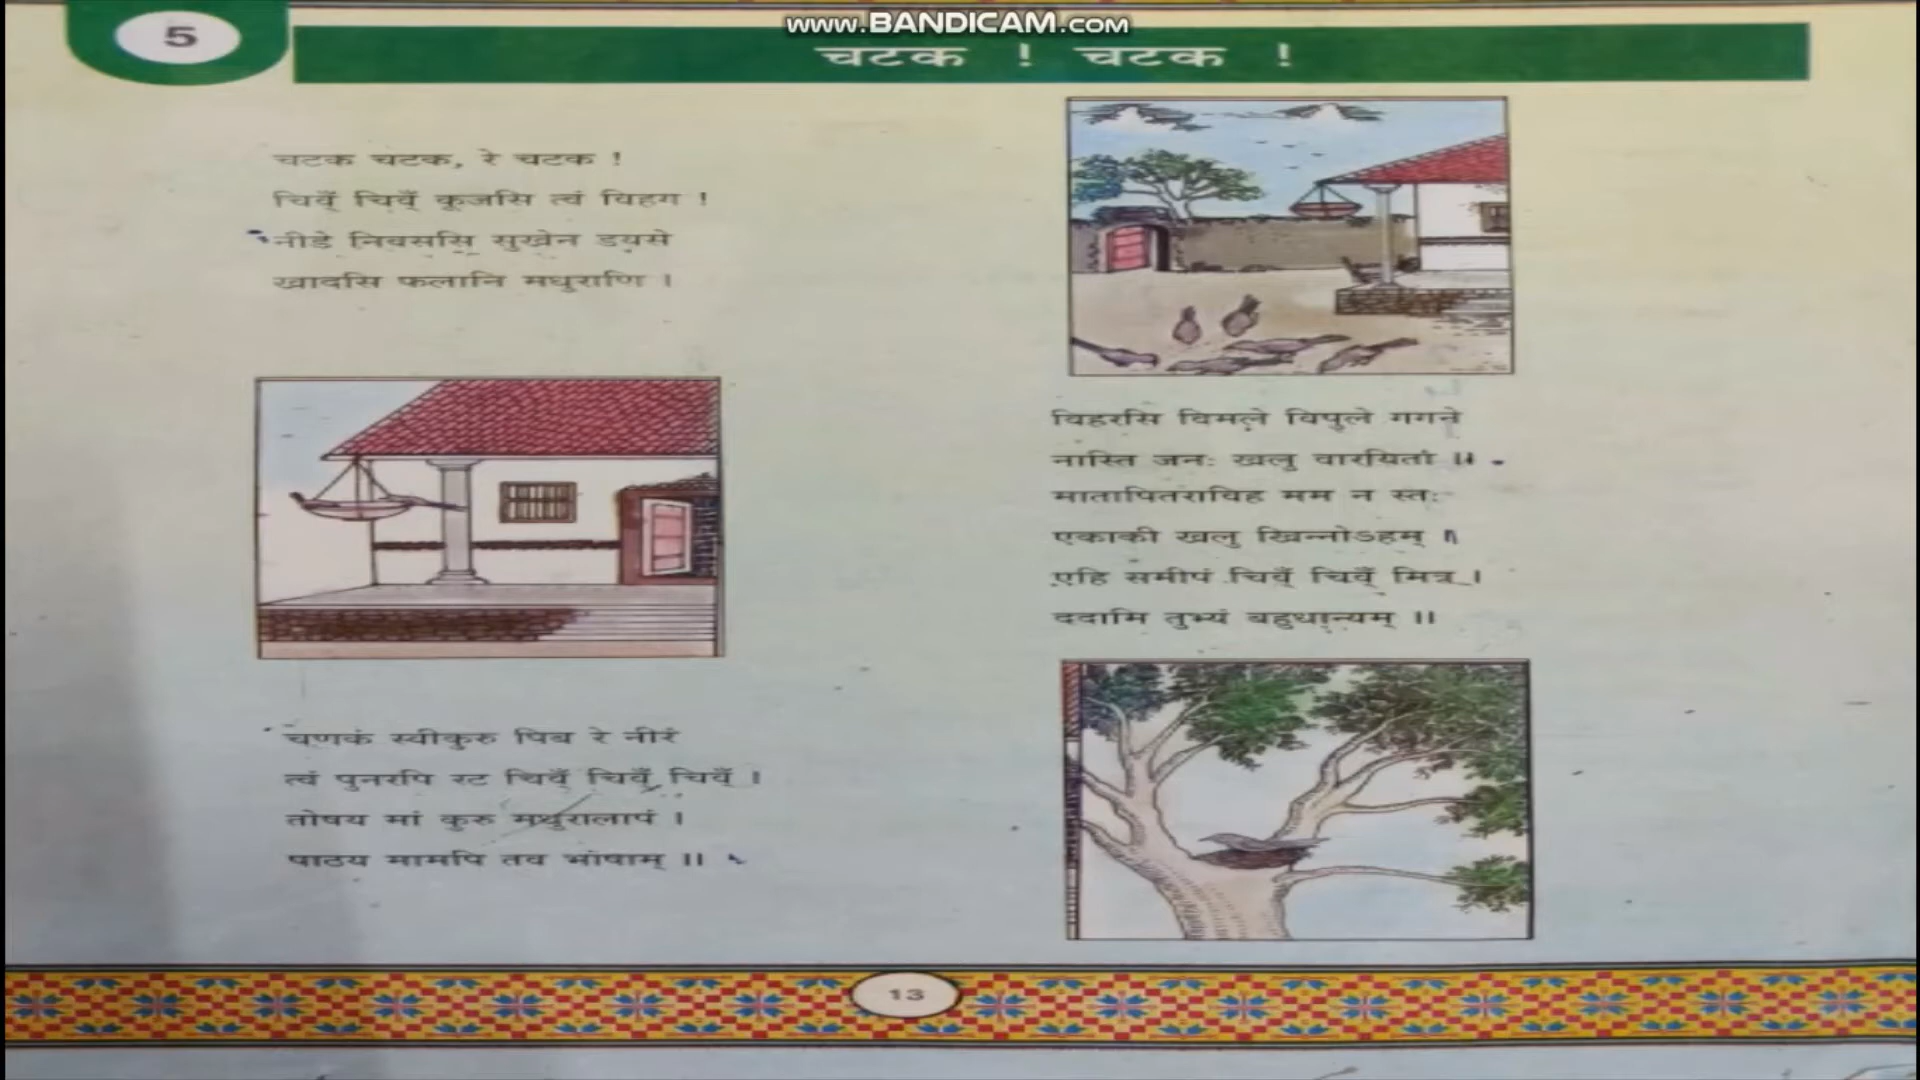 www.BANDICAM.com
5
चटक ! चटक !
चटक चटक, रे चटक !
चिव्ँ चिव्ँ कूजसि त्वं विहग !
नीडे निवससि सुखेन डयसे
खादसि फलानि मधुराणि ।
विहरसि विमले विपुले गगने
नास्ति जनः खलु वारयिता ॥
मातापितराविह मम न स्तः
एकाकी खलु खिन्नोऽहम् ।
एहि समीपं चिव्ँ चिव्ँ मित्र ।
ददामि तुभ्यं बहुधान्यम् ॥
चणकं स्वीकुरु पिब रे नीरं
त्वं पुनरपि रट चिव्ँ चिव्ँ चिव्ँ ।
तोषय मां कुरु मधुरालापं ।
पाठय मामपि तव भाषाम् ॥
13